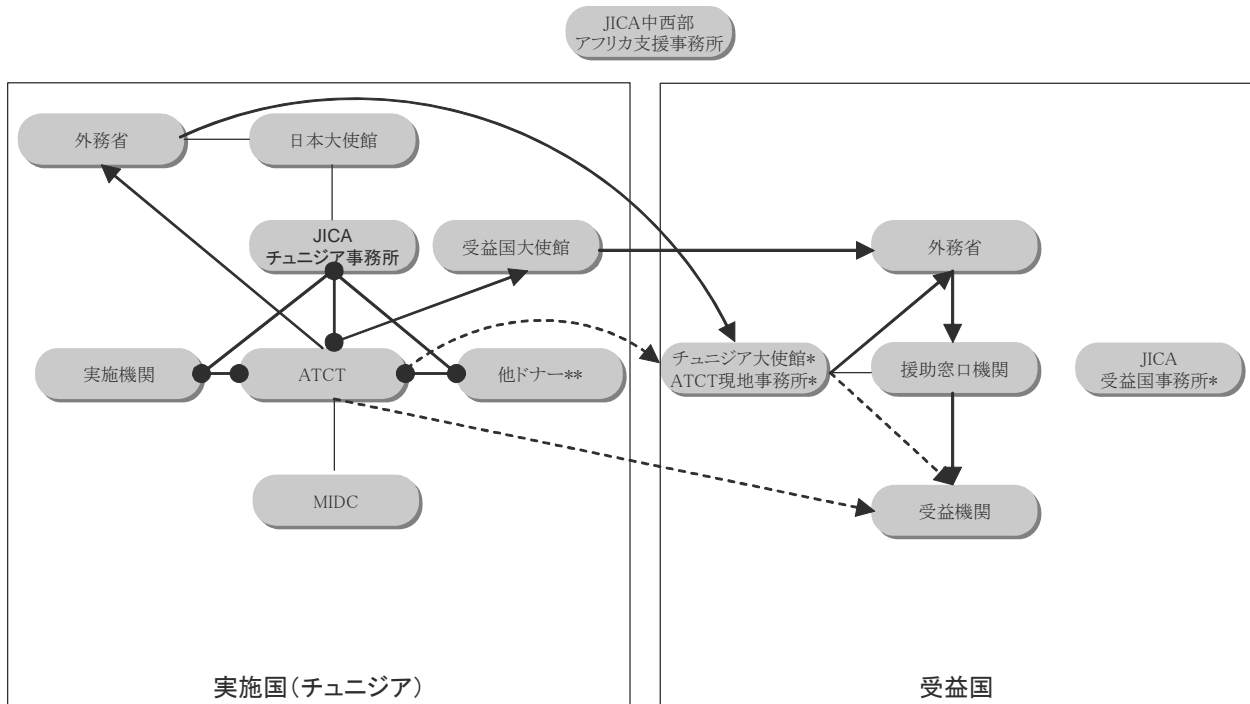 JICA中西部
アフリカ支援事務所
外務省
日本大使館
JICA
チュニジア事務所
受益国大使館
外務省
実施機関
ATCT
他ドナー**
チュニジア大使館*
ATCT現地事務所*
援助窓口機関
JICA
受益国事務所*
MIDC
受益機関
実施国(チュニジア)
受益国